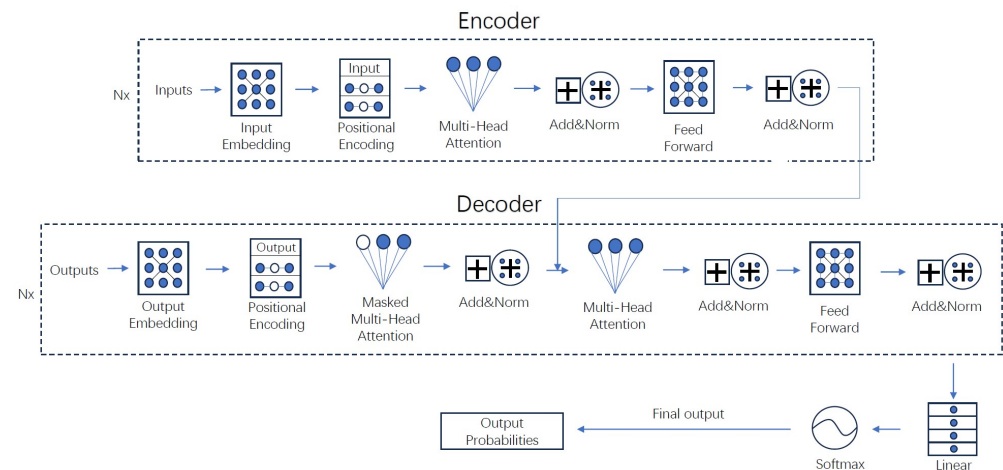 Encoder
Nx
Inputs
Input
Embedding
Input
Positional
Encoding
Multi-Head
Attention
Add&Norm
Feed
Forward
Add&Norm
Decoder
Nx
Outputs
Output
Embedding
Output
Positional
Encoding
Masked
Multi-Head
Attention
Add&Norm
Multi-Head
Attention
Add&Norm
Feed
Forward
Add&Norm
Output
Probabilities
Final output
Softmax
Linear